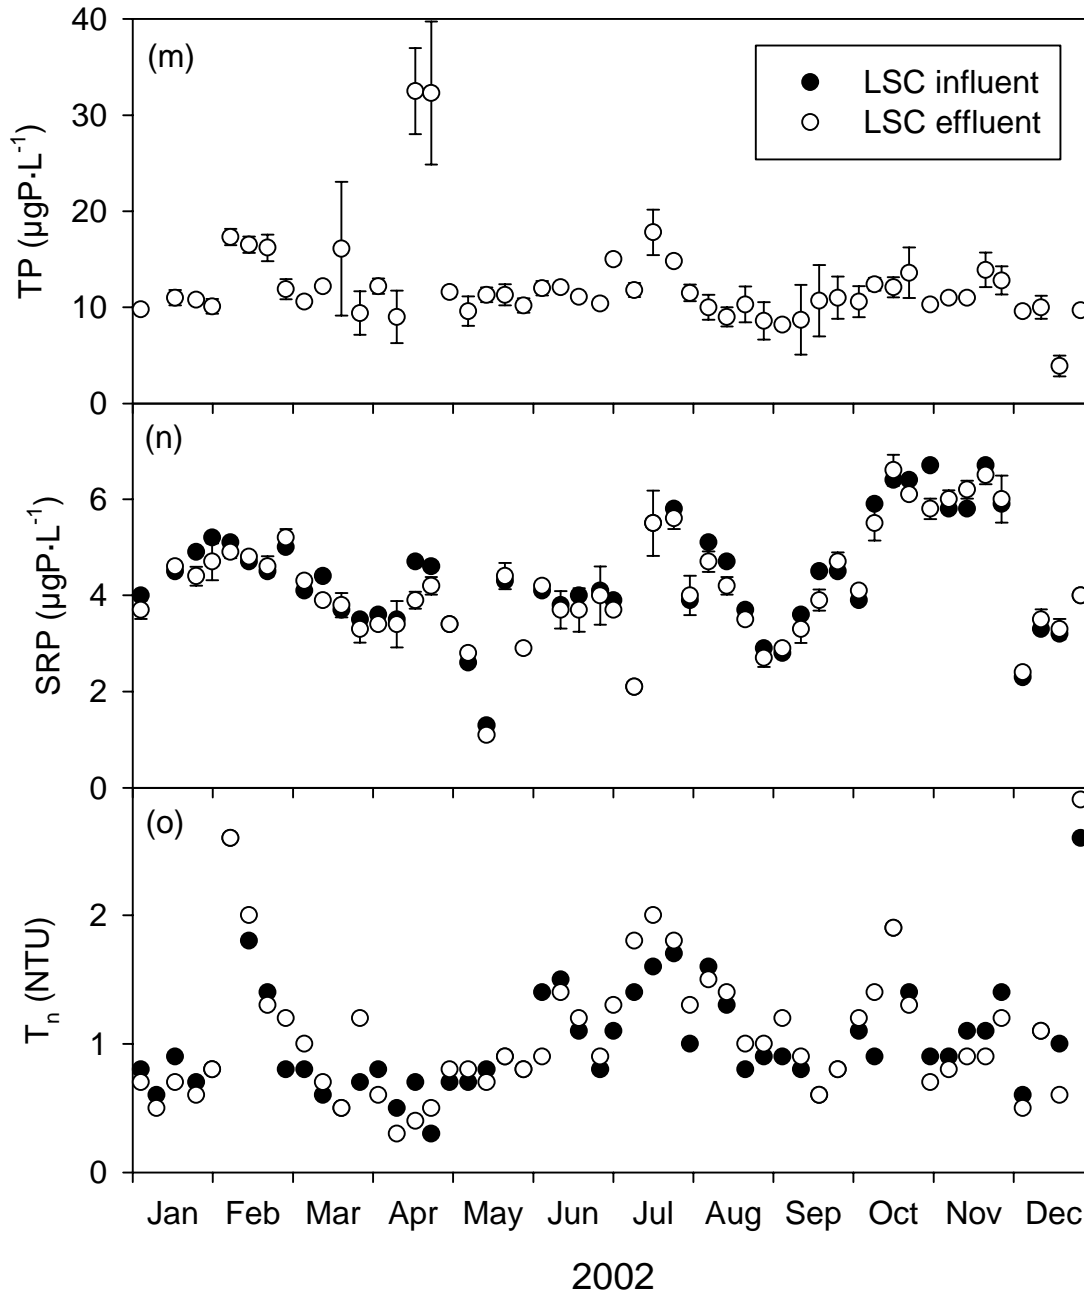 40
30
20
10
0
TP (µgP·L⁻¹)
(m)
LSC influent
LSC effluent
6
4
2
0
SRP (µgP·L⁻¹)
(n)
2
1
0
Tₙ (NTU)
(o)
Jan Feb Mar Apr May Jun Jul Aug Sep Oct Nov Dec
2002